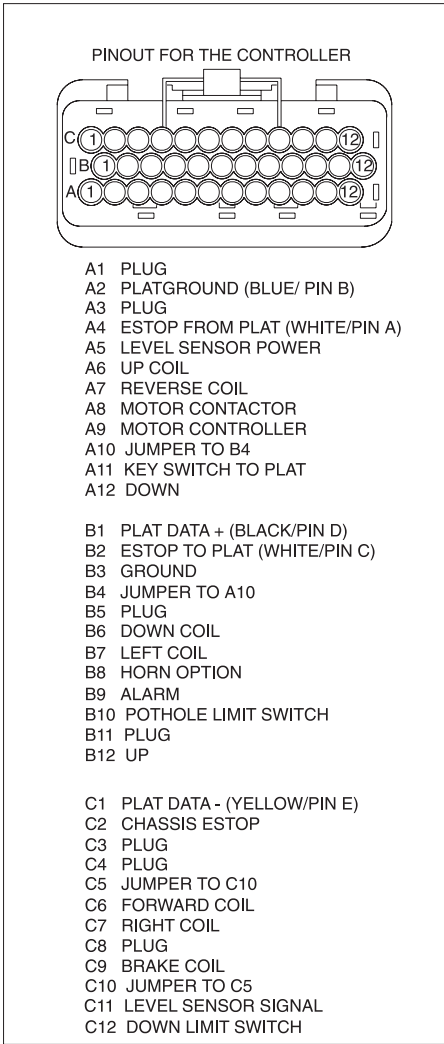 PINOUT FOR THE CONTROLLER
C 1 12
B 1 12
A 1 12
A1 PLUG
A2 PLATGROUND (BLUE/ PIN B)
A3 PLUG
A4 ESTOP FROM PLAT (WHITE/PIN A)
A5 LEVEL SENSOR POWER
A6 UP COIL
A7 REVERSE COIL
A8 MOTOR CONTACTOR
A9 MOTOR CONTROLLER
A10 JUMPER TO B4
A11 KEY SWITCH TO PLAT
A12 DOWN
B1 PLAT DATA + (BLACK/PIN D)
B2 ESTOP TO PLAT (WHITE/PIN C)
B3 GROUND
B4 JUMPER TO A10
B5 PLUG
B6 DOWN COIL
B7 LEFT COIL
B8 HORN OPTION
B9 ALARM
B10 POTHOLE LIMIT SWITCH
B11 PLUG
B12 UP
C1 PLAT DATA - (YELLOW/PIN E)
C2 CHASSIS ESTOP
C3 PLUG
C4 PLUG
C5 JUMPER TO C10
C6 FORWARD COIL
C7 RIGHT COIL
C8 PLUG
C9 BRAKE COIL
C10 JUMPER TO C5
C11 LEVEL SENSOR SIGNAL
C12 DOWN LIMIT SWITCH